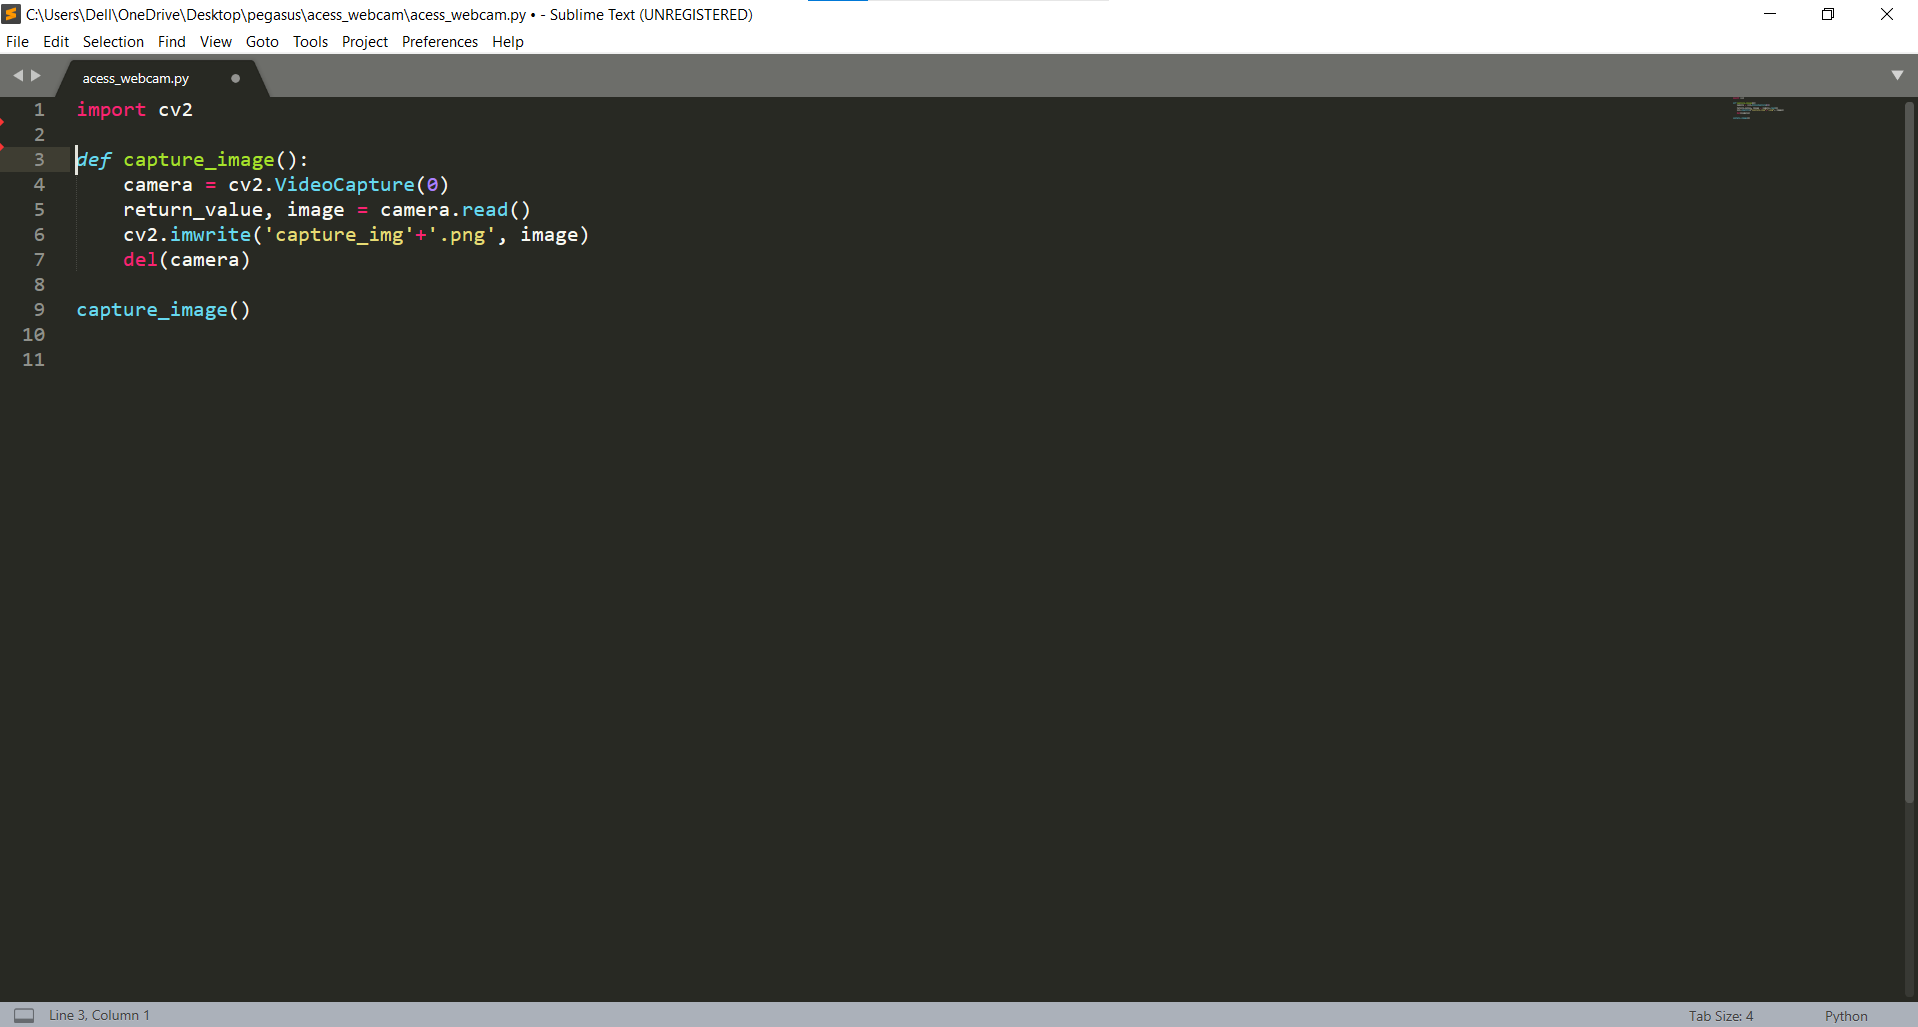 C:\Users\Dell\OneDrive\Desktop\pegasus\acess_webcam\acess_webcam.py • - Sublime Text (UNREGISTERED)
File Edit Selection Find View Goto Tools Project Preferences Help
acess_webcam.py
1 import cv2
2
3 def capture_image():
4     camera = cv2.VideoCapture(0)
5     return_value, image = camera.read()
6     cv2.imwrite('capture_img'+'.png', image)
7     del(camera)
8
9 capture_image()
10
11
Line 3, Column 1 Tab Size: 4 Python